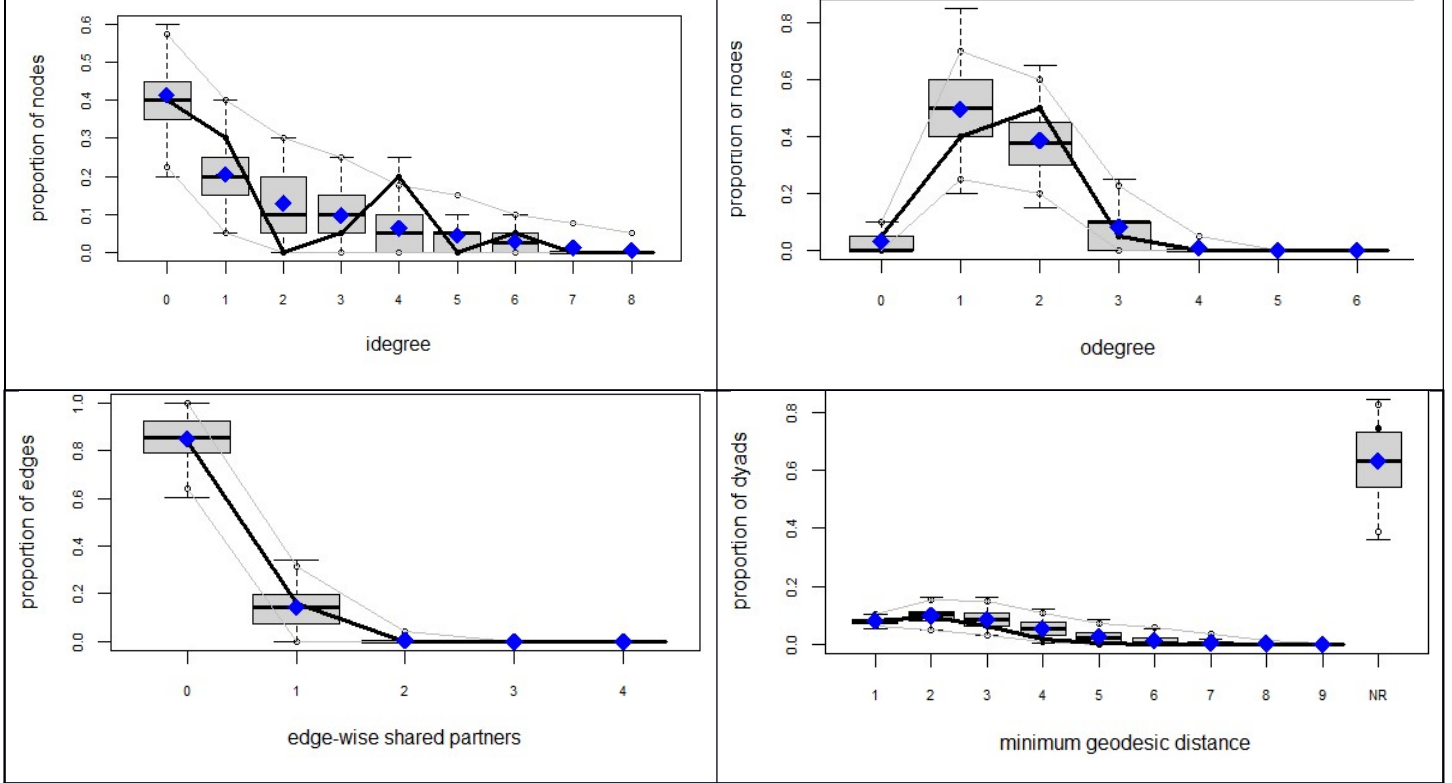 proportion of nodes
0.6
0.5
0.4
0.3
0.2
0.1
0.0
0 1 2 3 4 5 6 7 8
idegree
proportion or nodes
0.8
0.6
0.4
0.2
0.0
0 1 2 3 4 5 6
odegree
proportion of edges
1.0
0.8
0.6
0.4
0.2
0.0
0 1 2 3 4
edge-wise shared partners
proportion of dyads
0.8
0.6
0.4
0.2
0.0
1 2 3 4 5 6 7 8 9 NR
minimum geodesic distance